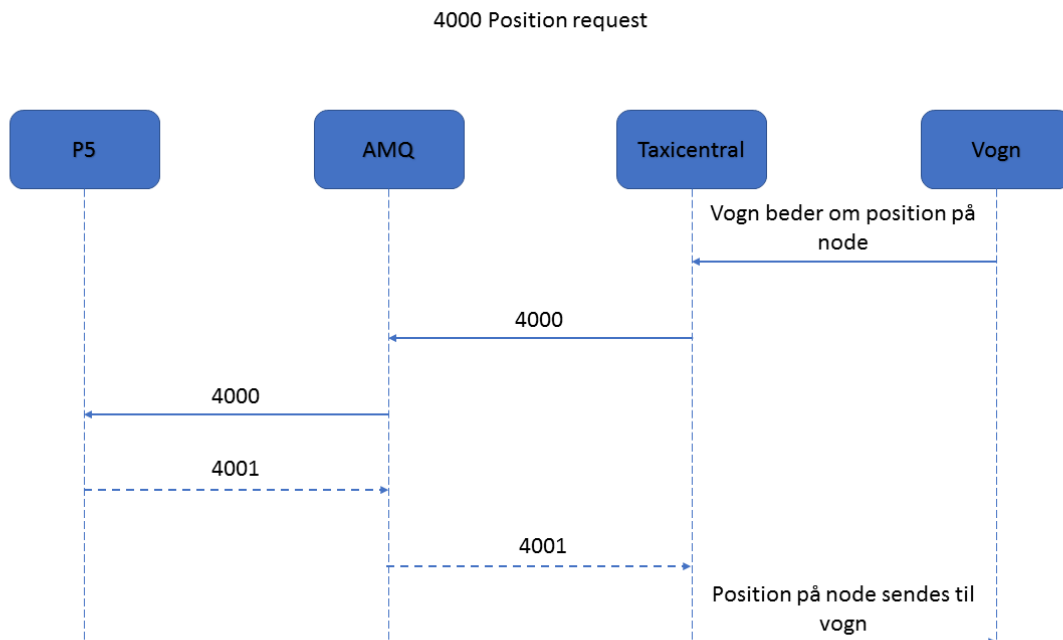 4000 Position request
P5
AMQ
Taxicentral
Vogn
Vogn beder om position på
node
4000
4000
4001
4001
Position på node sendes til
vogn